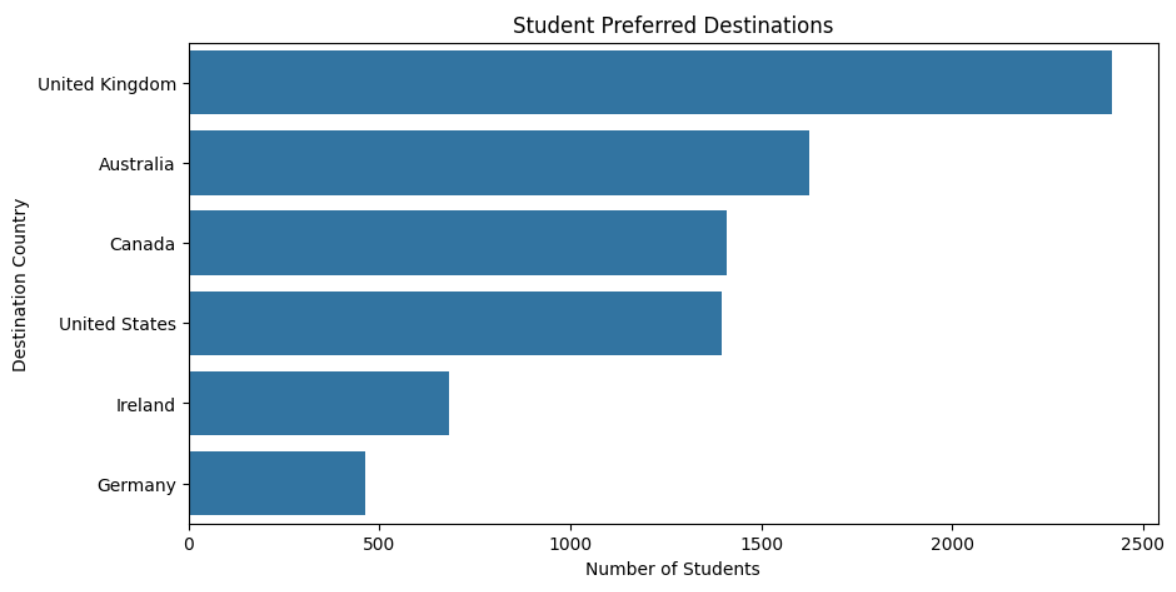 Student Preferred Destinations
United Kingdom
Australia
Canada
United States
Ireland
Germany
Destination Country
0 500 1000 1500 2000 2500
Number of Students